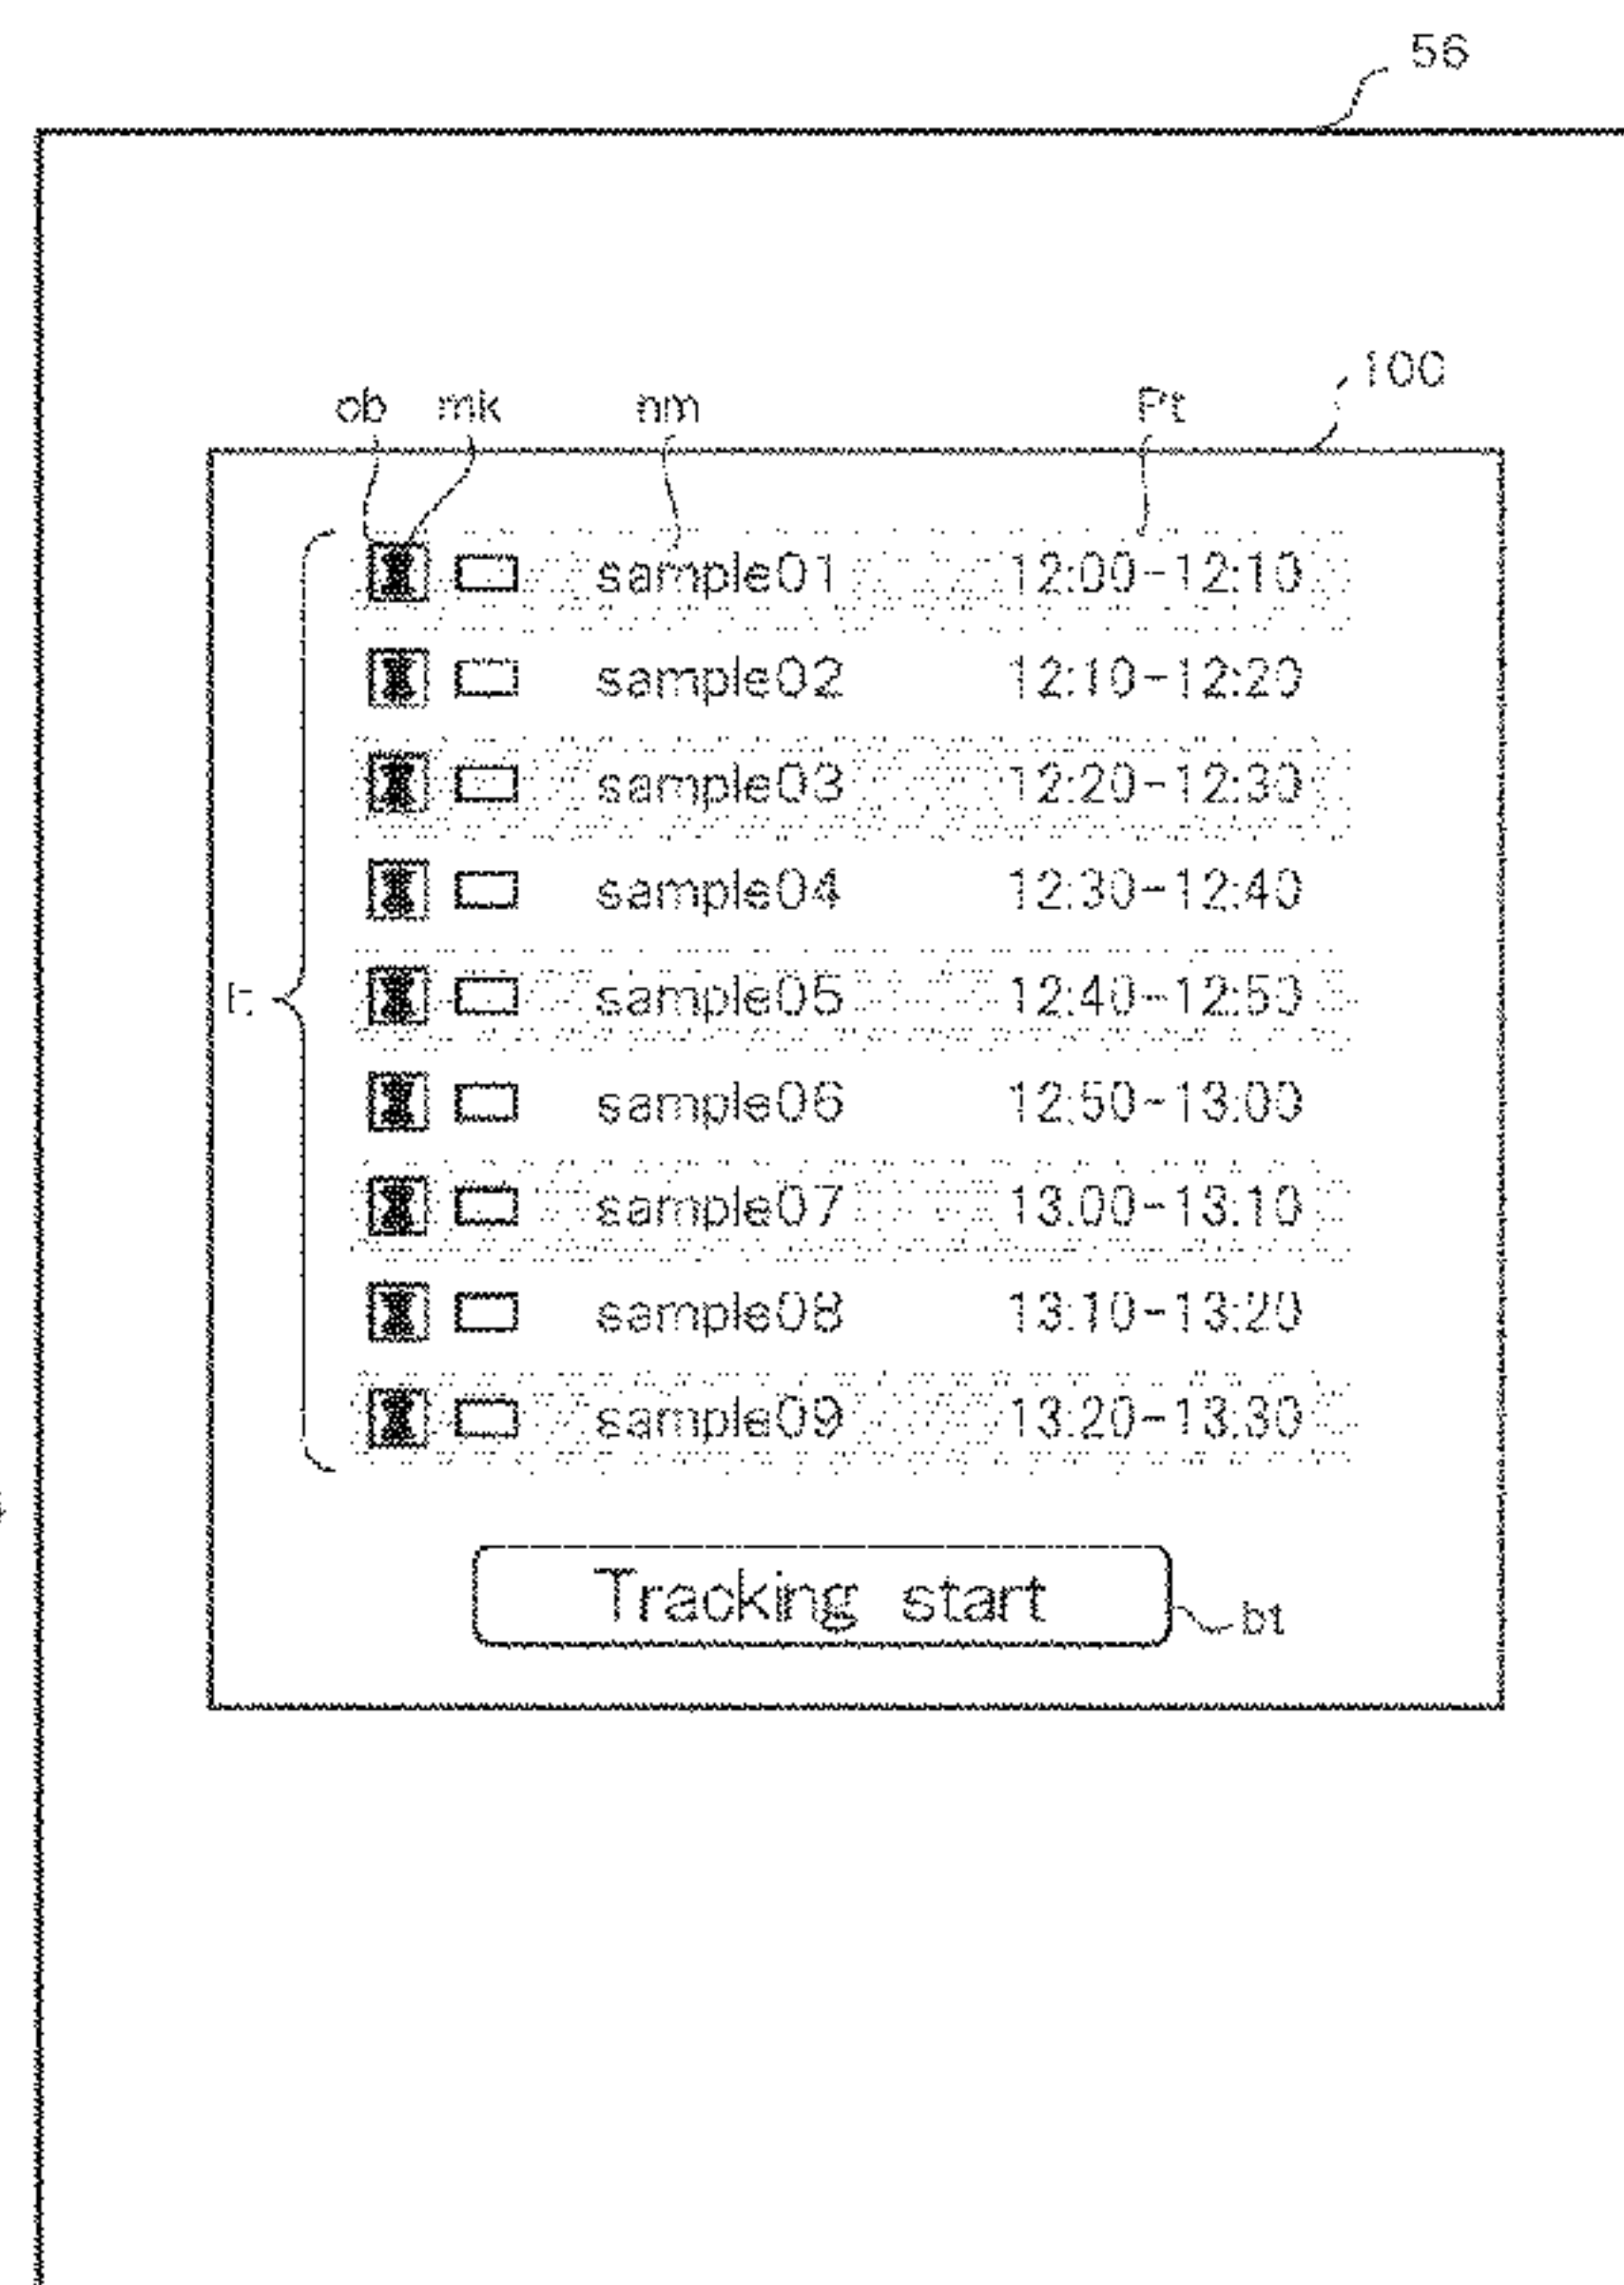 56
100
ob mk nm Pt
sample01 12:00-12:10
sample02 12:10-12:20
sample03 12:20-12:30
sample04 12:30-12:40
sample05 12:40-12:50
sample06 12:50-13:00
sample07 13:00-13:10
sample08 13:10-13:20
sample09 13:20-13:30
Tracking start
bt